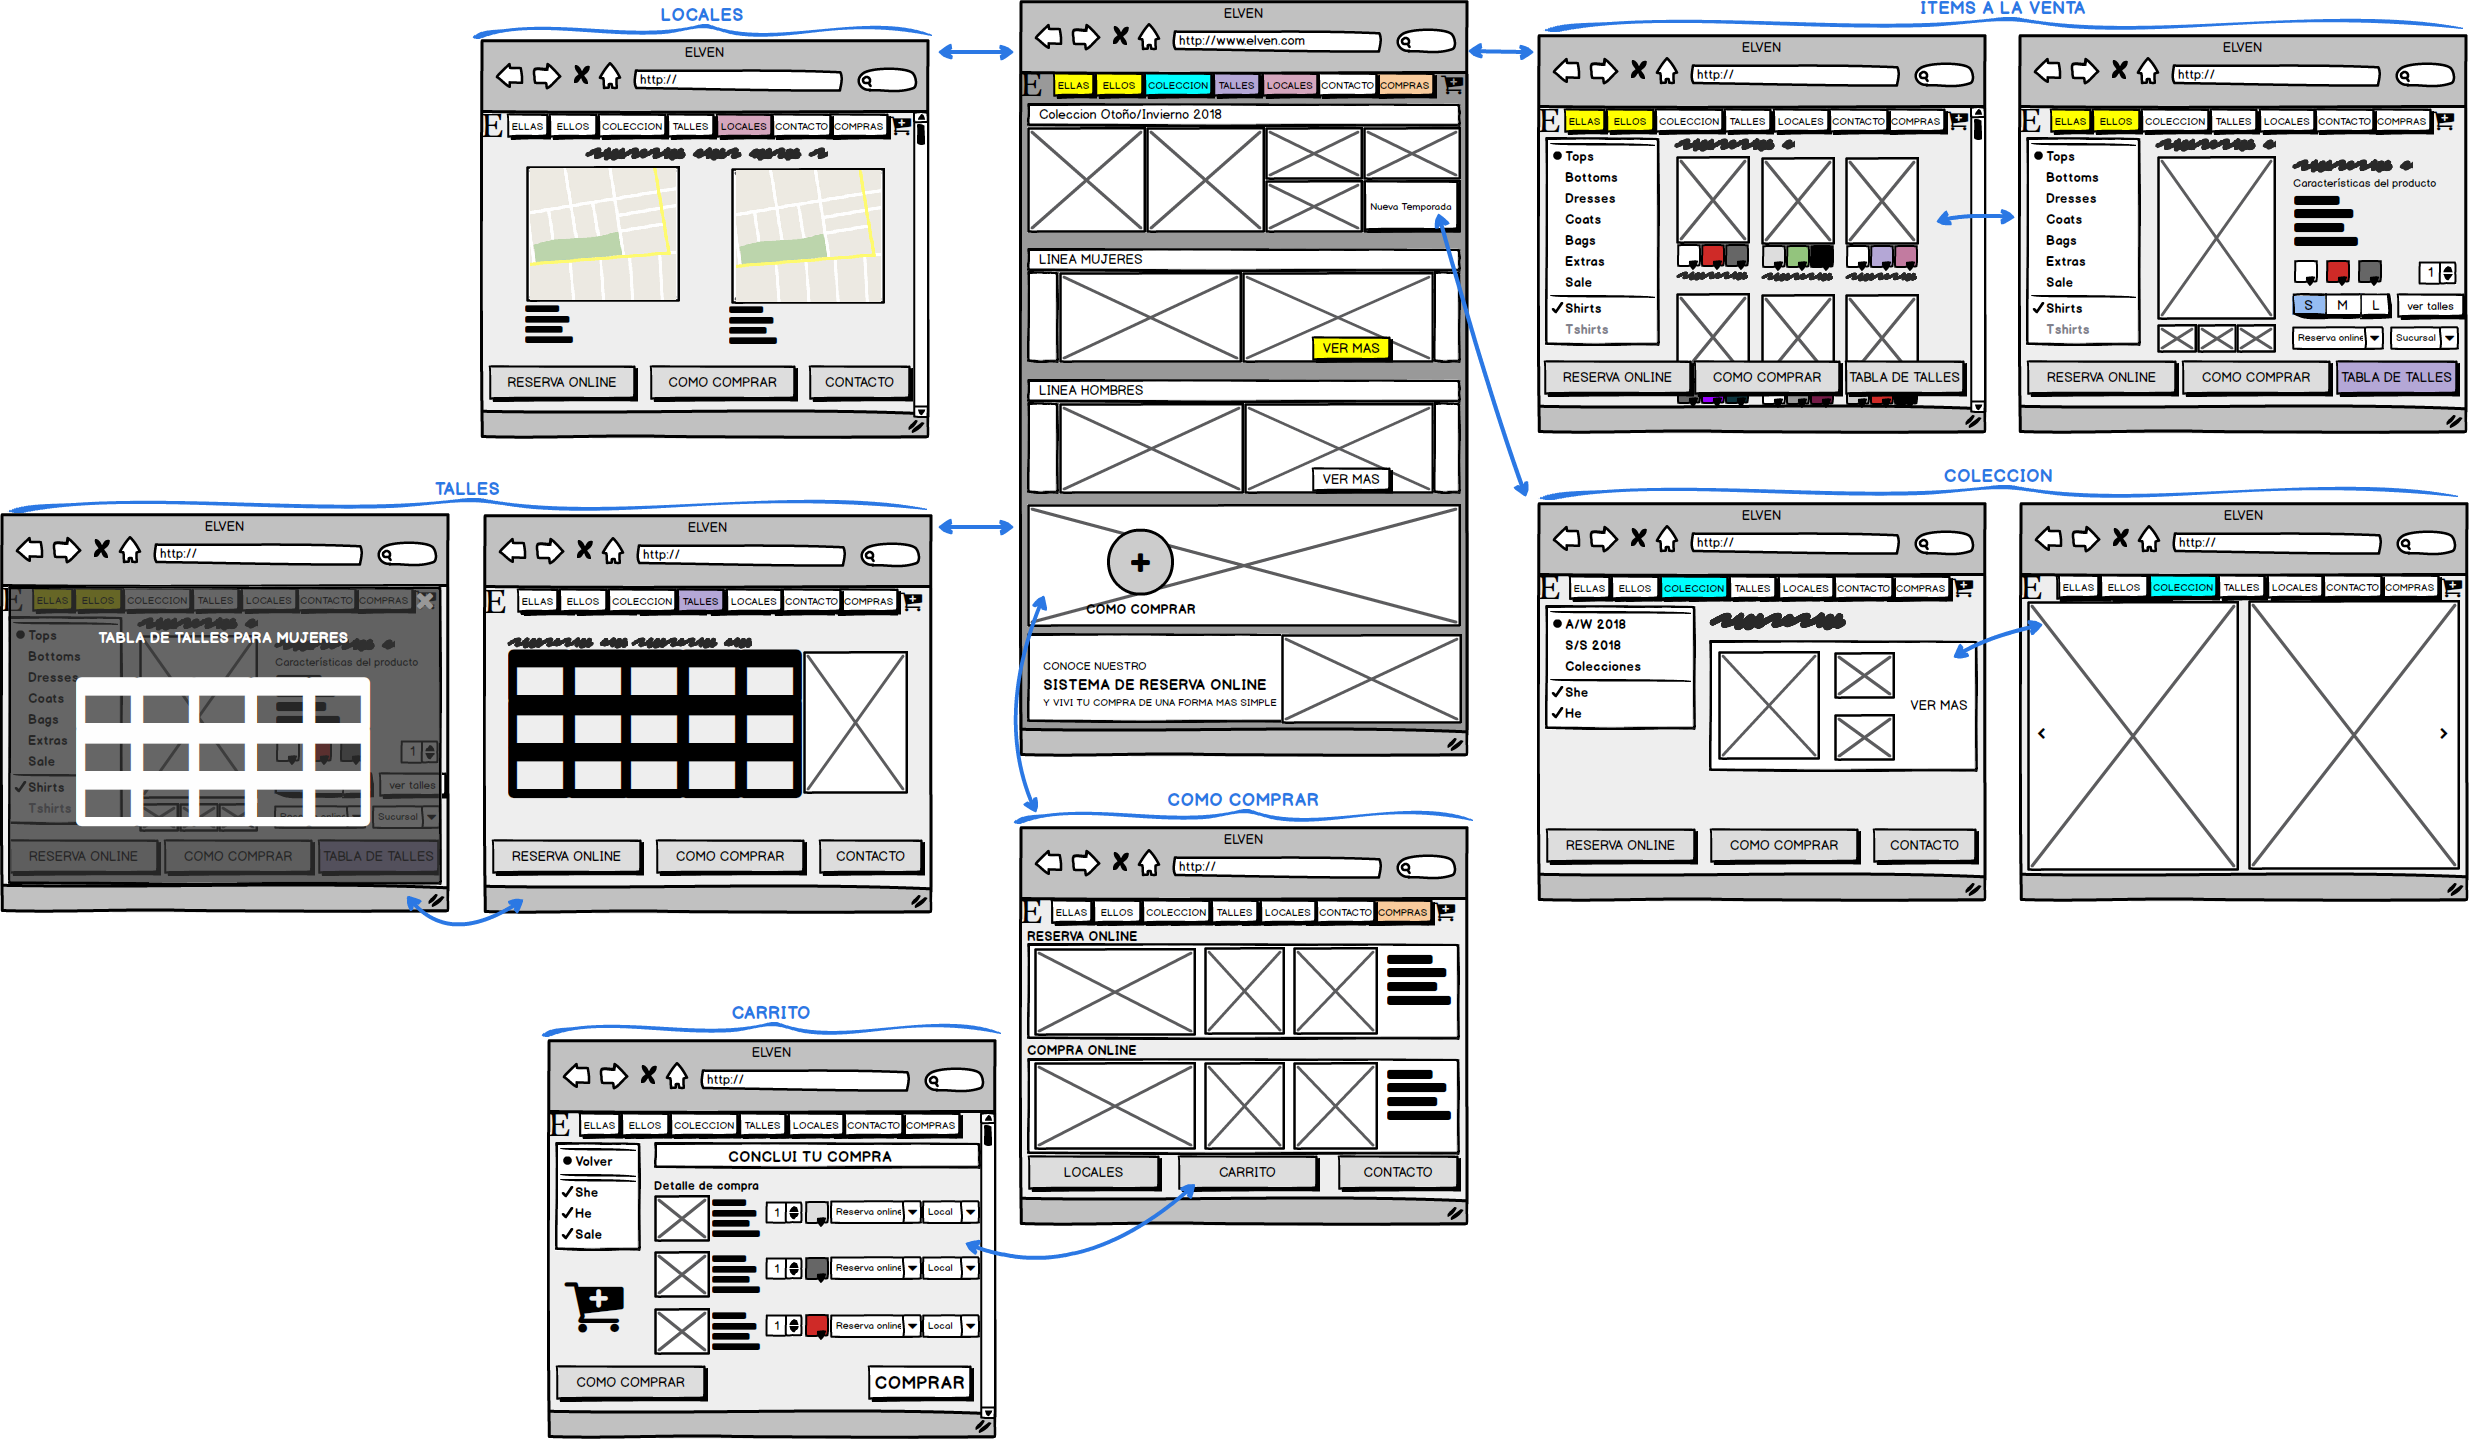 LOCALES
ELVEN
http://
E ELLAS ELLOS COLECCION TALLES LOCALES CONTACTO COMPRAS
RESERVA ONLINE COMO COMPRAR CONTACTO
ELVEN
http://www.elven.com
E ELLAS ELLOS COLECCION TALLES LOCALES CONTACTO COMPRAS
Coleccion Otoño/Invierno 2018
Nueva Temporada
LINEA MUJERES
VER MAS
LINEA HOMBRES
VER MAS
COMO COMPRAR
CONOCE NUESTRO
SISTEMA DE RESERVA ONLINE
Y VIVI TU COMPRA DE UNA FORMA MAS SIMPLE
ITEMS A LA VENTA
ELVEN
http://
E ELLAS ELLOS COLECCION TALLES LOCALES CONTACTO COMPRAS
Tops
Bottoms
Dresses
Coats
Bags
Extras
Sale
Shirts
Tshirts
RESERVA ONLINE COMO COMPRAR TABLA DE TALLES
ELVEN
http://
E ELLAS ELLOS COLECCION TALLES LOCALES CONTACTO COMPRAS
Tops
Bottoms
Dresses
Coats
Bags
Extras
Sale
Shirts
Tshirts
Características del producto
1
S M L ver talles
Reserva online Sucursal
RESERVA ONLINE COMO COMPRAR TABLA DE TALLES
TALLES
ELVEN
http://
E ELLAS ELLOS COLECCION TALLES LOCALES CONTACTO COMPRAS
TABLA DE TALLES PARA MUJERES
Tops
Bottoms
Dresses
Coats
Bags
Extras
Sale
Shirts
Tshirts
Características del producto
1
ver talles
Sucursal
RESERVA ONLINE COMO COMPRAR TABLA DE TALLES
ELVEN
http://
E ELLAS ELLOS COLECCION TALLES LOCALES CONTACTO COMPRAS
RESERVA ONLINE COMO COMPRAR CONTACTO
COLECCION
ELVEN
http://
E ELLAS ELLOS COLECCION TALLES LOCALES CONTACTO COMPRAS
A/W 2018
S/S 2018
Colecciones
She
He
VER MAS
RESERVA ONLINE COMO COMPRAR CONTACTO
ELVEN
http://
E ELLAS ELLOS COLECCION TALLES LOCALES CONTACTO COMPRAS
COMO COMPRAR
ELVEN
http://
E ELLAS ELLOS COLECCION TALLES LOCALES CONTACTO COMPRAS
RESERVA ONLINE
COMPRA ONLINE
LOCALES CARRITO CONTACTO
CARRITO
ELVEN
http://
E ELLAS ELLOS COLECCION TALLES LOCALES CONTACTO COMPRAS
Volver
She
He
Sale
CONCLUI TU COMPRA
Detalle de compra
1 Reserva online Local
1 Reserva online Local
1 Reserva online Local
COMO COMPRAR COMPRAR